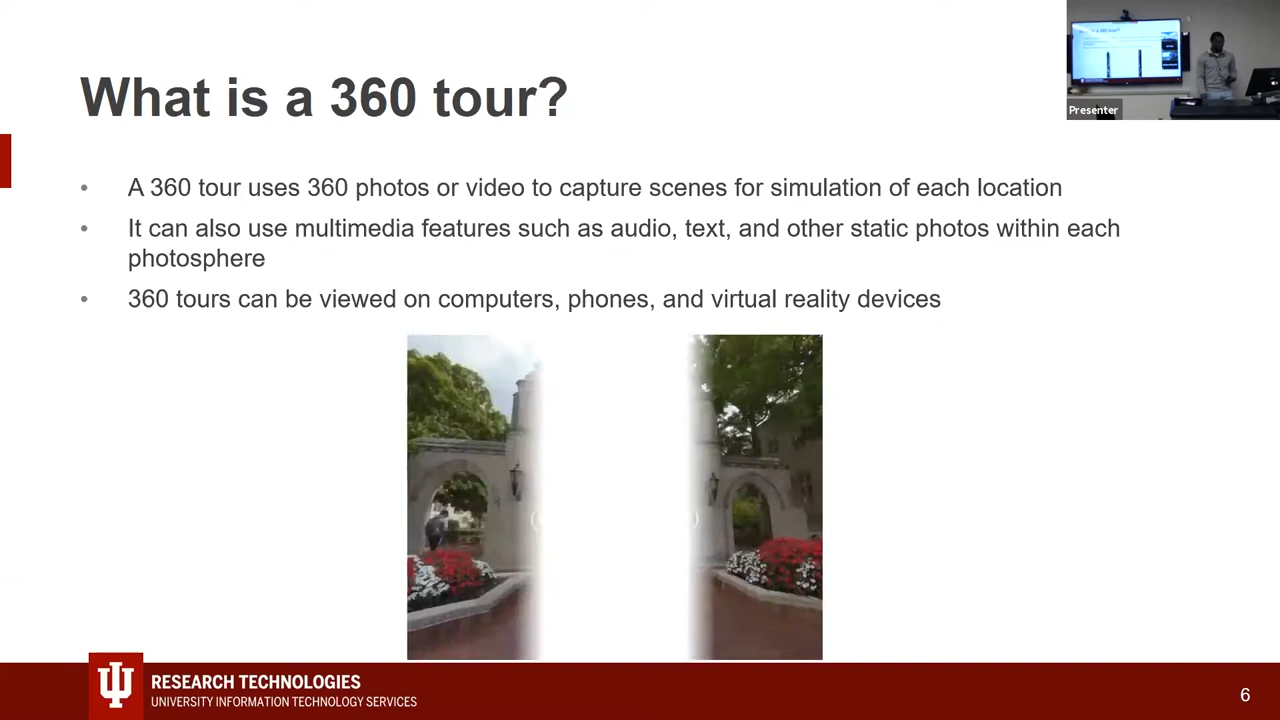 What is a 360 tour?
Presenter
• A 360 tour uses 360 photos or video to capture scenes for simulation of each location
• It can also use multimedia features such as audio, text, and other static photos within each
photosphere
• 360 tours can be viewed on computers, phones, and virtual reality devices
RESEARCH TECHNOLOGIES
UNIVERSITY INFORMATION TECHNOLOGY SERVICES
6